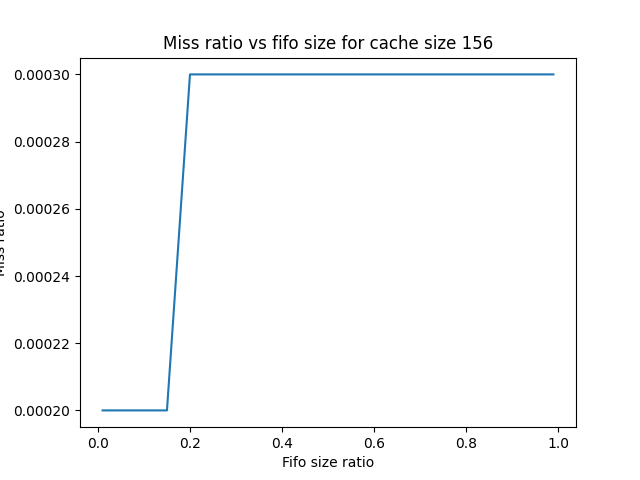 Miss ratio vs fifo size for cache size 156
0.00030
0.00028
0.00026
0.00024
0.00022
0.00020
Miss ratio
0.0 0.2 0.4 0.6 0.8 1.0
Fifo size ratio